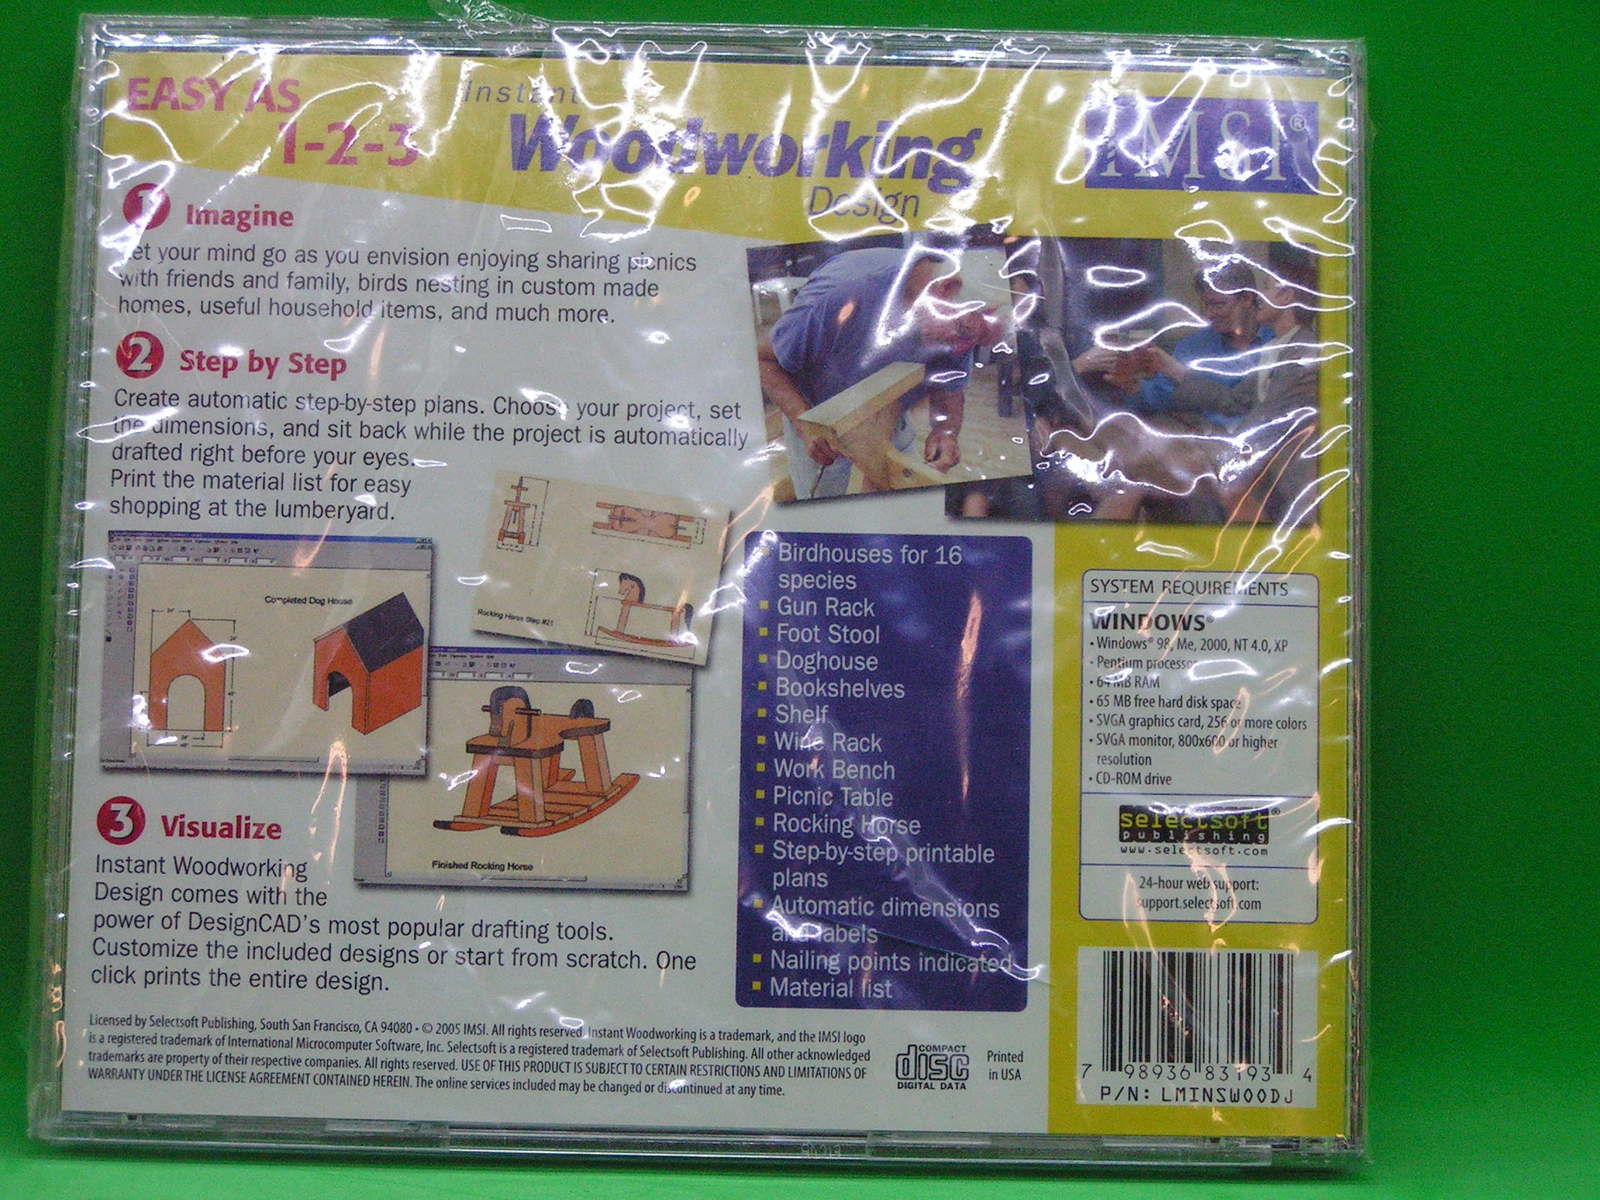 EASY AS
1-2-3
Instant
Woodworking
Design
IMSI®
1 Imagine
Let your mind go as you envision enjoying sharing picnics
with friends and family, birds nesting in custom made
homes, useful household items, and much more.
2 Step by Step
Create automatic step-by-step plans. Choose your project, set
the dimensions, and sit back while the project is automatically
drafted right before your eyes.
Print the material list for easy
shopping at the lumberyard.
Completed Dog House
Rocking Horse Step #21
Finished Rocking Horse
3 Visualize
Instant Woodworking
Design comes with the
power of DesignCAD's most popular drafting tools.
Customize the included designs or start from scratch. One
click prints the entire design.
Birdhouses for 16
species
Gun Rack
Foot Stool
Doghouse
Bookshelves
Shelf
Wine Rack
Work Bench
Picnic Table
Rocking Horse
Step-by-step printable
plans
Automatic dimensions
and labels
Nailing points indicated
Material list
SYSTEM REQUIREMENTS
WINDOWS®
• Windows® 98, Me, 2000, NT 4.0, XP
• Pentium processor
• 64 MB RAM
• 65 MB free hard disk space
• SVGA graphics card, 256 or more colors
• SVGA monitor, 800x600 or higher
resolution
• CD-ROM drive
selectsoft®
publishing
www.selectsoft.com
24-hour web support:
support.selectsoft.com
Licensed by Selectsoft Publishing, South San Francisco, CA 94080 • © 2005 IMSI. All rights reserved. Instant Woodworking is a trademark, and the IMSI logo
is a registered trademark of International Microcomputer Software, Inc. Selectsoft is a registered trademark of Selectsoft Publishing. All other acknowledged
trademarks are property of their respective companies. All rights reserved. USE OF THIS PRODUCT IS SUBJECT TO CERTAIN RESTRICTIONS AND LIMITATIONS OF
WARRANTY UNDER THE LICENSE AGREEMENT CONTAINED HEREIN. The online services included may be changed or discontinued at any time.
COMPACT
disc
DIGITAL DATA
Printed
in USA
7 98936 83193 4
P/N: LMINSWOODJ